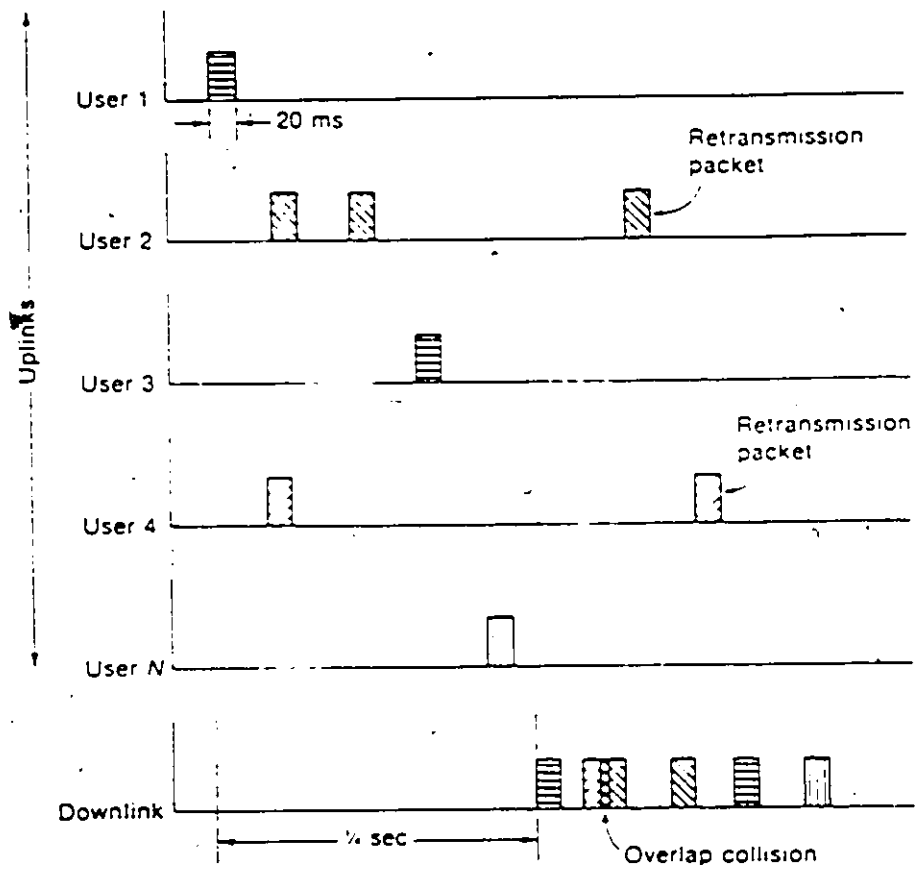 User 1
20 ms
Retransmission
packet
User 2
Uplinks
User 3
Retransmission
packet
User 4
User N
Downlink
¼ sec
Overlap collision